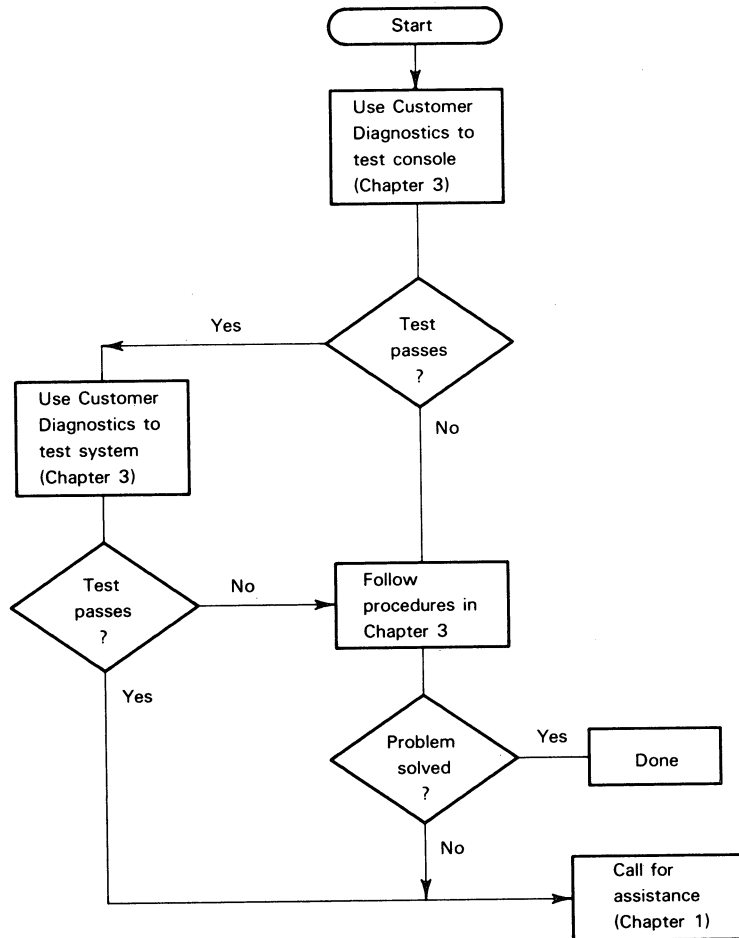 Start
Use Customer
Diagnostics to
test console
(Chapter 3)
Test
passes
?
Yes
No
Use Customer
Diagnostics to
test system
(Chapter 3)
Test
passes
?
No
Yes
Follow
procedures in
Chapter 3
Problem
solved
?
Yes
Done
No
Call for
assistance
(Chapter 1)